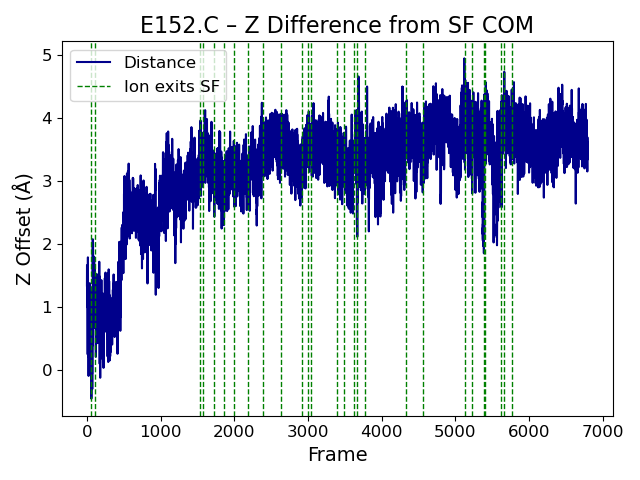 E152.C – Z Difference from SF COM
Distance
Ion exits SF
Z Offset (Å)
5
4
3
2
1
0
0 1000 2000 3000 4000 5000 6000 7000
Frame